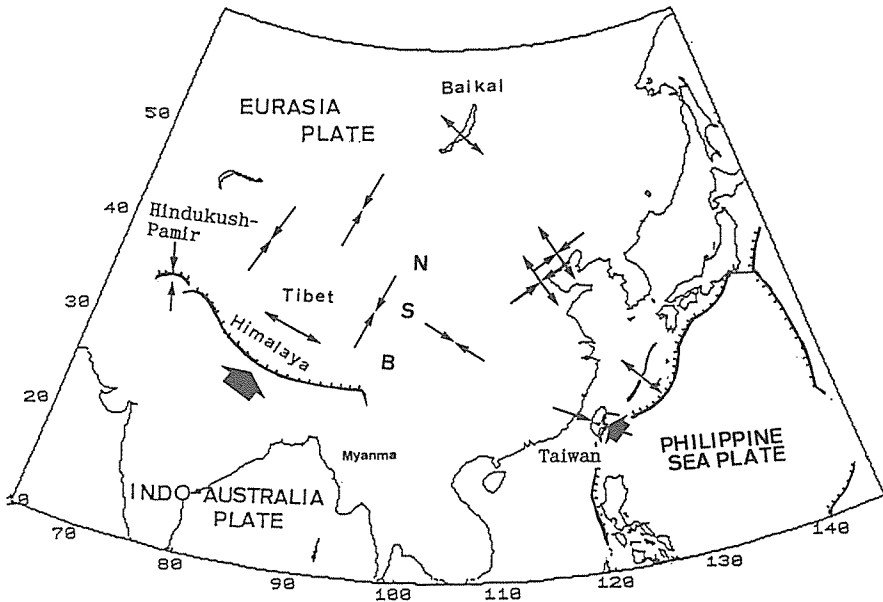 Baikal
EURASIA
PLATE
50
40
Hindukush-
Pamir
N
30
Tibet
S
Himalaya
B
20
Myanma
Taiwan
PHILIPPINE
SEA PLATE
INDO-AUSTRALIA
PLATE
10
70
80
90
100
110
120
130
140